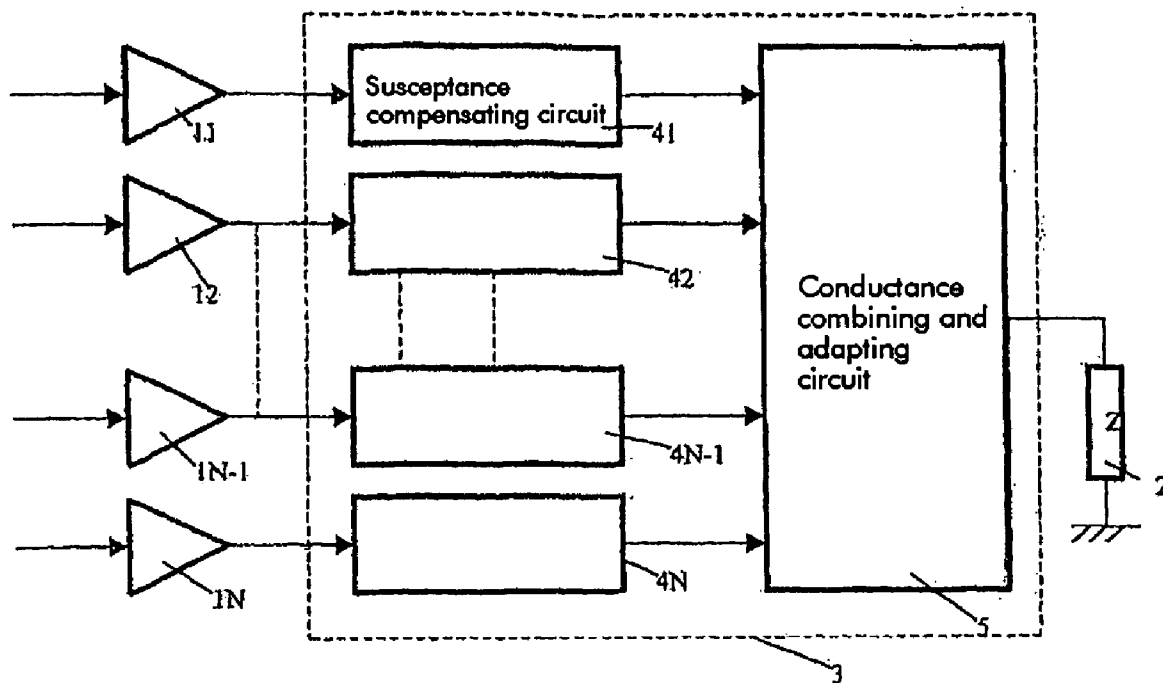 Susceptance
compensating circuit
11
41
12
42
Conductance
combining and
adapting
circuit
Z
1N-1
4N-1
2
1N
4N
5
3